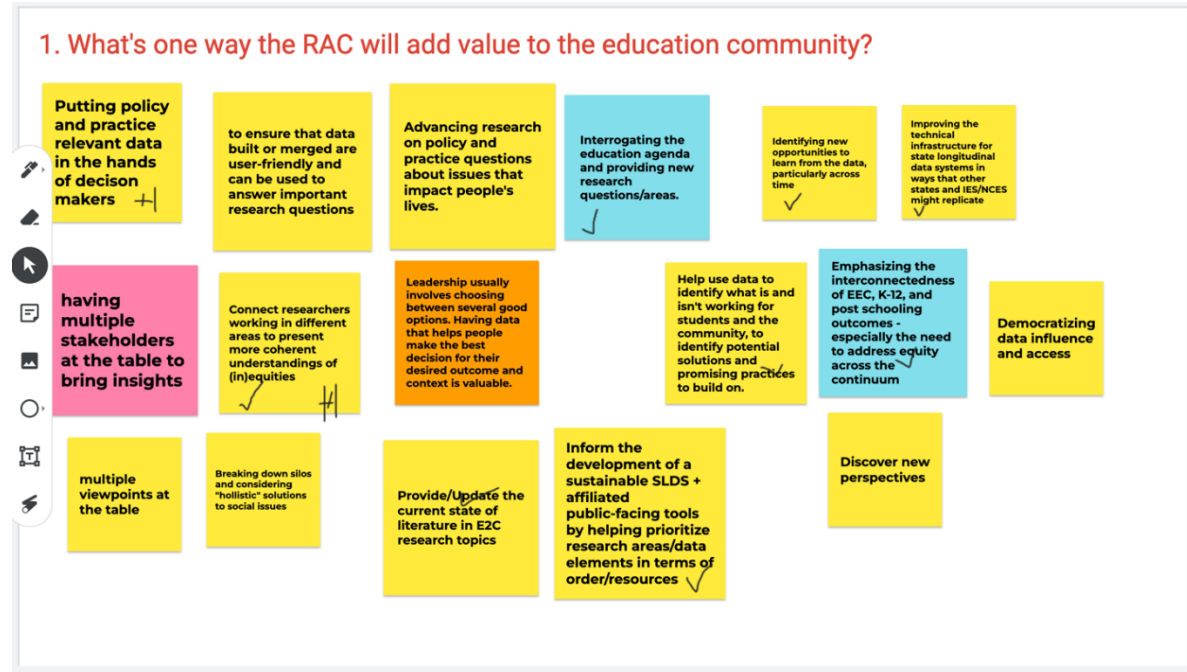 1. What's one way the RAC will add value to the education community?
Putting policy
and practice
relevant data
in the hands
of decison
makers +1
to ensure that data
built or merged are
user-friendly and
can be used to
answer important
research questions
Advancing research
on policy and
practice questions
about issues that
impact people's
lives.
Interrogating the
education agenda
and providing new
research
questions/areas.
Identifying new
opportunities to
learn from the data,
particularly across
time
Improving the
technical
infrastructure for
state longitudinal
data systems in
ways that other
states and IES/NCES
might replicate
having
multiple
stakeholders
at the table to
bring insights
Connect researchers
working in different
areas to present
more coherent
understandings of
(in)equities
Leadership usually
involves choosing
between several good
options. Having data
that helps people
make the best
decision for their
desired outcome and
context is valuable.
Help use data to
identify what is and
isn't working for
students and the
community, to
identify potential
solutions and
promising practices
to build on.
Emphasizing the
interconnectedness
of EEC, K-12, and
post schooling
outcomes -
especially the need
to address equity
across the
continuum
Democratizing
data influence
and access
multiple
viewpoints at
the table
Breaking down silos
and considering
"hollistic" solutions
to social issues
Provide/Update the
current state of
literature in E2C
research topics
Inform the
development of a
sustainable SLDS +
affiliated
public-facing tools
by helping prioritize
research areas/data
elements in terms of
order/resources
Discover new
perspectives